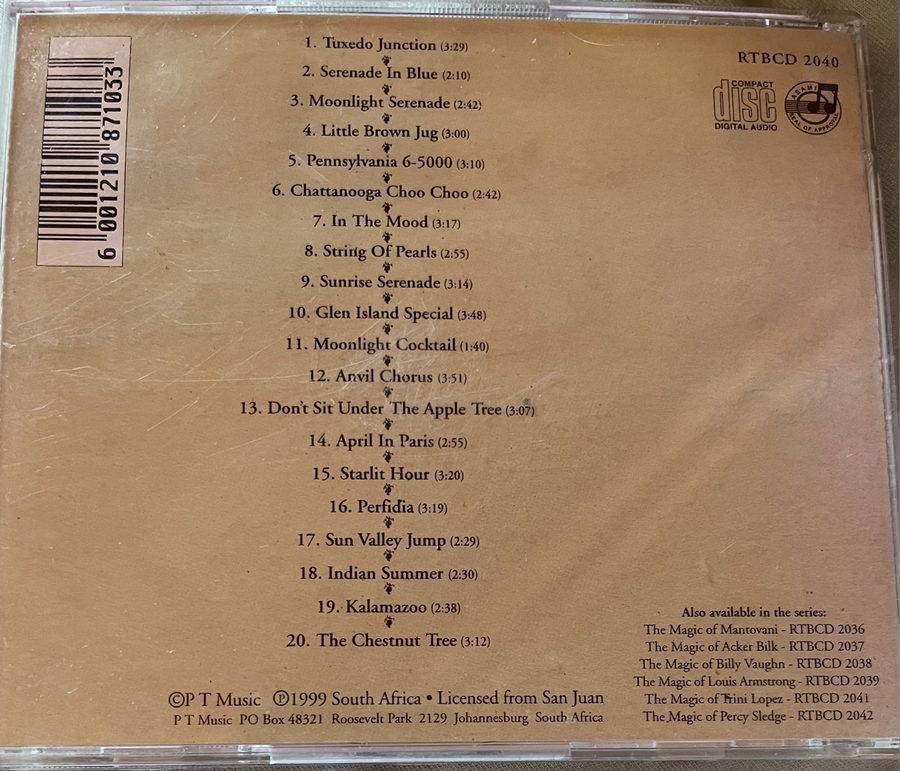 1. Tuxedo Junction (3:29)
2. Serenade In Blue (2:10)
3. Moonlight Serenade (2:42)
4. Little Brown Jug (3:00)
5. Pennsylvania 6-5000 (3:10)
6. Chattanooga Choo Choo (2:42)
7. In The Mood (3:17)
8. String Of Pearls (2:55)
9. Sunrise Serenade (3:14)
10. Glen Island Special (3:48)
11. Moonlight Cocktail (1:40)
12. Anvil Chorus (3:51)
13. Don't Sit Under The Apple Tree (3:07)
14. April In Paris (2:55)
15. Starlit Hour (3:20)
16. Perfidia (3:19)
17. Sun Valley Jump (2:29)
18. Indian Summer (2:30)
19. Kalamazoo (2:38)
20. The Chestnut Tree (3:12)
©P T Music ℗1999 South Africa • Licensed from San Juan
P T Music PO Box 48321 Roosevelt Park 2129 Johannesburg South Africa
6 001210 871033
RTBCD 2040
COMPACT
disc
DIGITAL AUDIO
ASAMI
SEAL OF APPROVAL
Also available in the series:
The Magic of Mantovani - RTBCD 2036
The Magic of Acker Bilk - RTBCD 2037
The Magic of Billy Vaughn - RTBCD 2038
The Magic of Louis Armstrong - RTBCD 2039
The Magic of Trini Lopez - RTBCD 2041
The Magic of Percy Sledge - RTBCD 2042